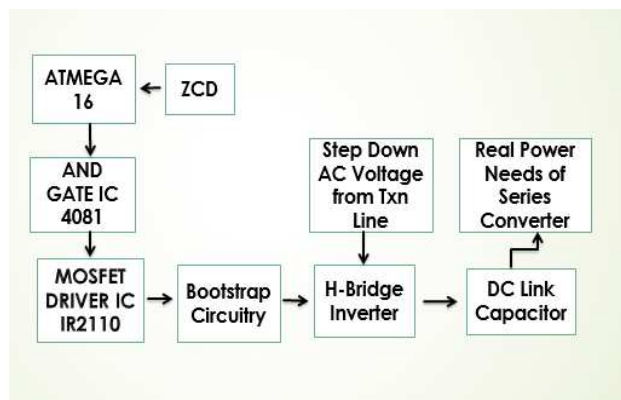 ATMEGA
16
ZCD
AND
GATE IC
4081
Step Down
AC Voltage
from Txn
Line
Real Power
Needs of
Series
Converter
MOSFET
DRIVER IC
IR2110
Bootstrap
Circuitry
H-Bridge
Inverter
DC Link
Capacitor